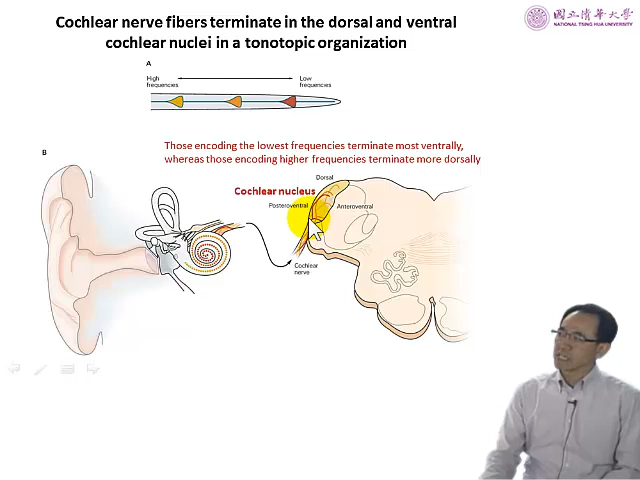 Cochlear nerve fibers terminate in the dorsal and ventral
cochlear nuclei in a tonotopic organization
國立清華大學
NATIONAL TSING HUA UNIVERSITY
A
High
frequencies
Low
frequencies
Those encoding the lowest frequencies terminate most ventrally,
whereas those encoding higher frequencies terminate more dorsally
B
Dorsal
Cochlear nucleus
Posteroventral
Anteroventral
Cochlear
nerve